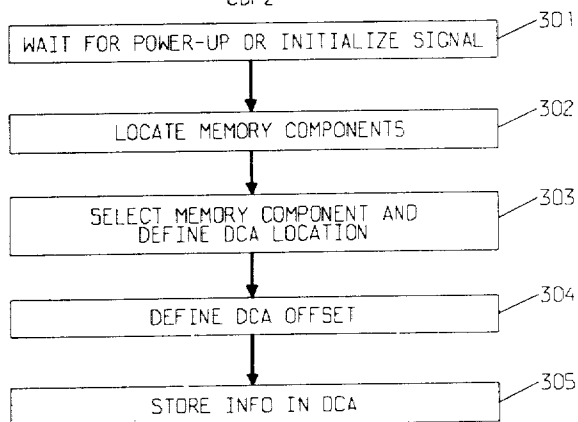 301
WAIT FOR POWER-UP OR INITIALIZE SIGNAL
302
LOCATE MEMORY COMPONENTS
303
SELECT MEMORY COMPONENT AND
DEFINE DCA LOCATION
304
DEFINE DCA OFFSET
305
STORE INFO IN DCA